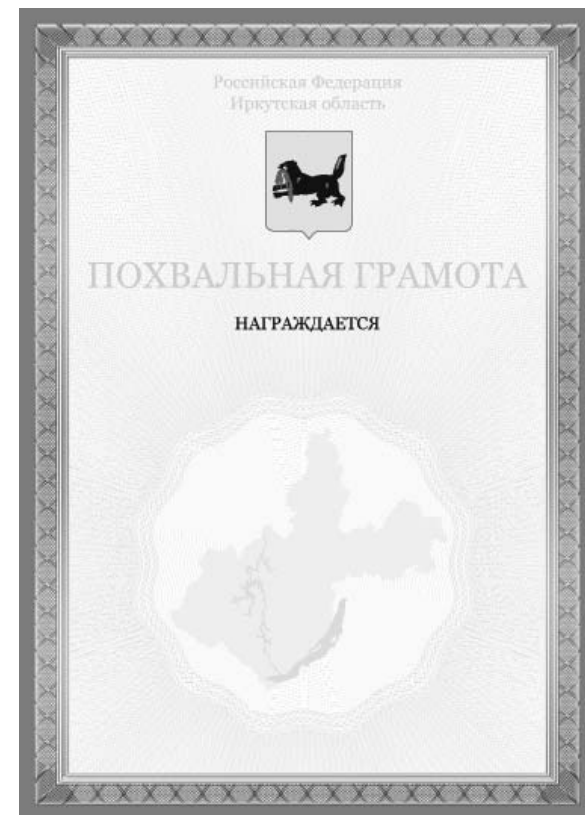 Российская Федерация
Иркутская область
ПОХВАЛЬНАЯ ГРАМОТА
НАГРАЖДАЕТСЯ